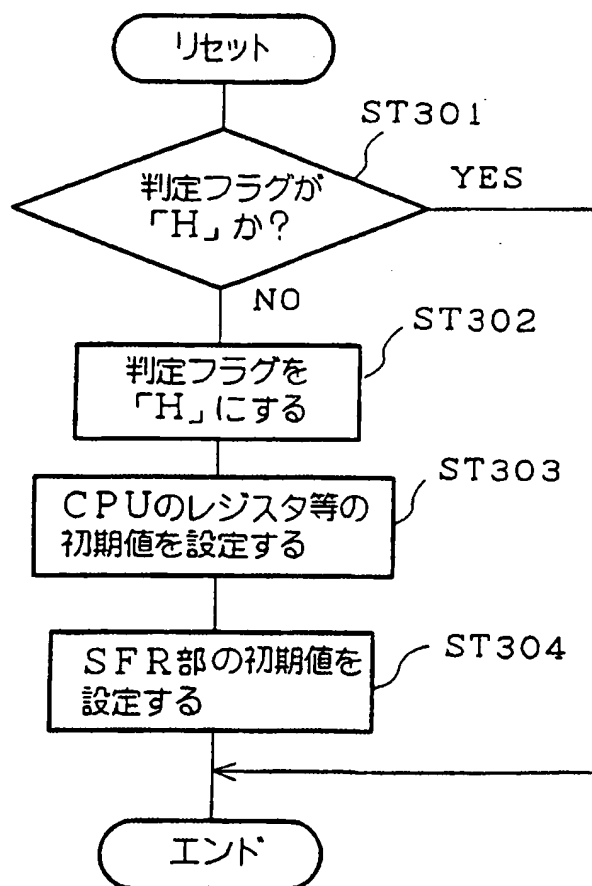 リセット
ST301
判定フラグが
「H」か?
YES
NO
ST302
判定フラグを
「H」にする
ST303
CPUのレジスタ等の
初期値を設定する
ST304
SFR部の初期値を
設定する
エンド